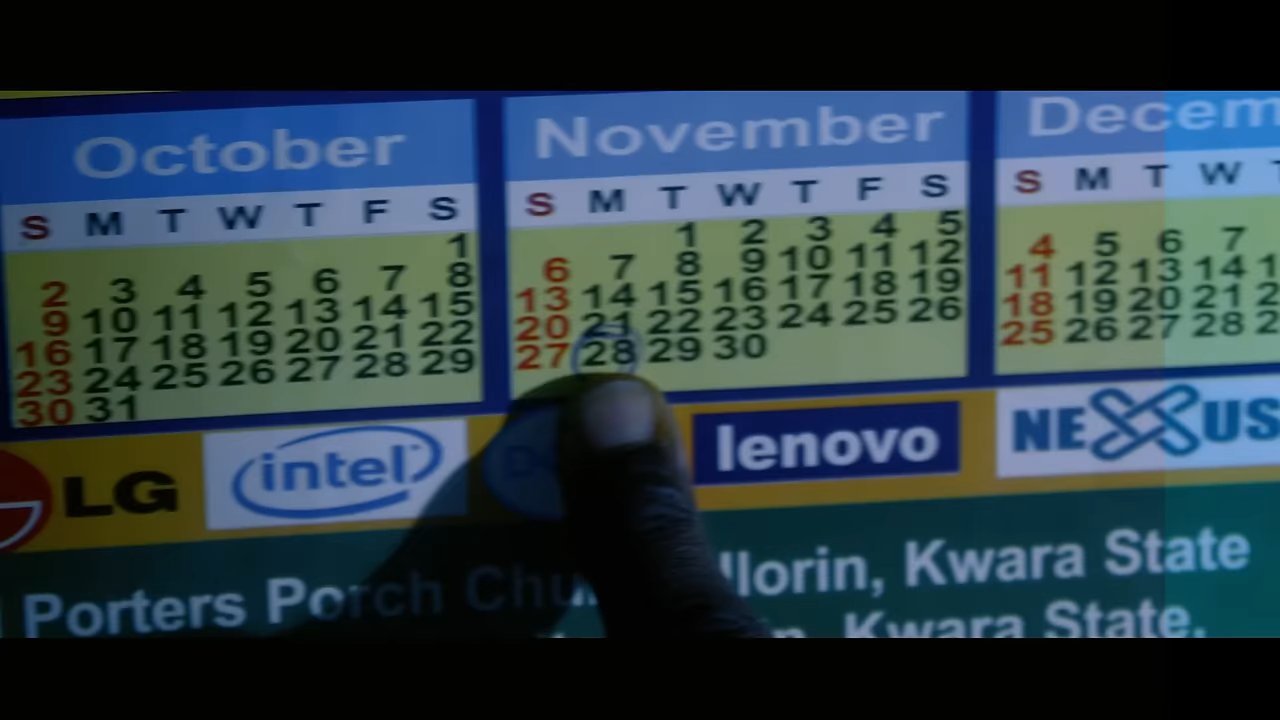 October November Decem
S M T W T F S S M T W T F S S M T W T
1 1 2 3 4 5
2 3 4 5 6 7 8 6 7 8 9 10 11 12 4 5 6 7
9 10 11 12 13 14 15 13 14 15 16 17 18 19 11 12 13 14
16 17 18 19 20 21 22 20 21 22 23 24 25 26 18 19 20 21
23 24 25 26 27 28 29 27 28 29 30 25 26 27 28
30 31
LG intel lenovo NEXUS
Porters Porch Chu llorin, Kwara State
Kwara State.